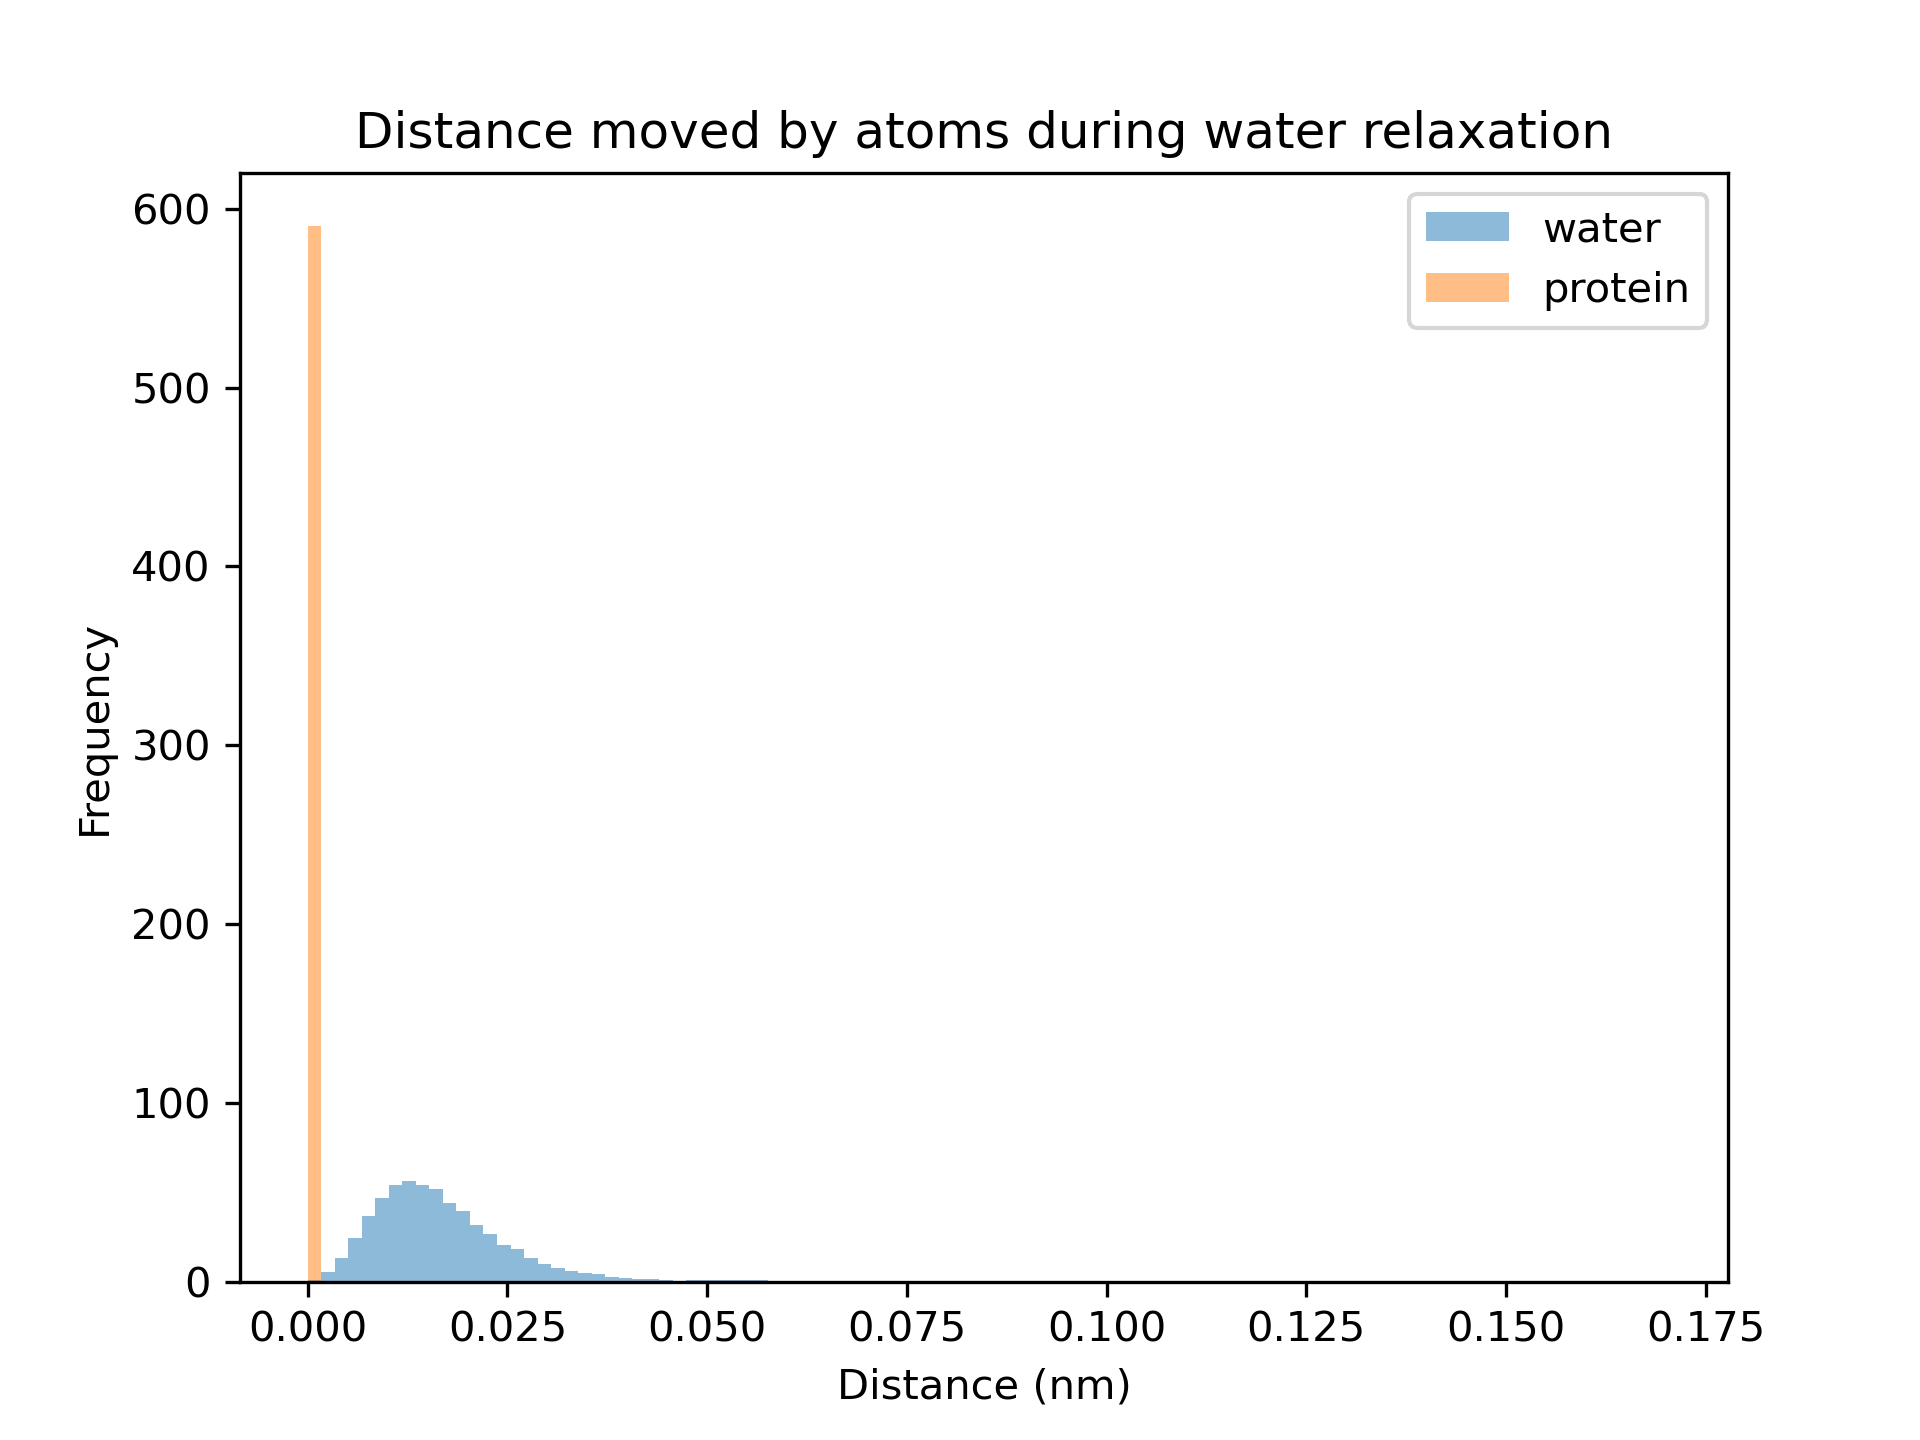 Distance moved by atoms during water relaxation
water
protein
600
500
400
300
200
100
0
Frequency
0.000 0.025 0.050 0.075 0.100 0.125 0.150 0.175
Distance (nm)